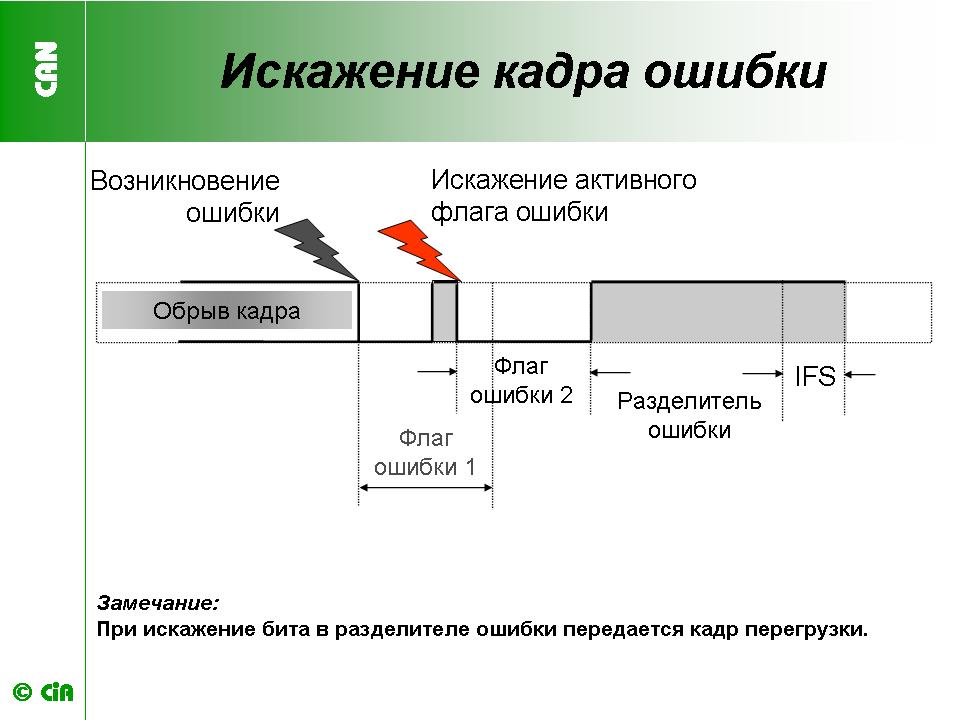 CAN
Искажение кадра ошибки
Возникновение
ошибки
Искажение активного
флага ошибки
Обрыв кадра
Флаг
ошибки 2
IFS
Разделитель
ошибки
Флаг
ошибки 1
Замечание:
При искажение бита в разделителе ошибки передается кадр перегрузки.
© CiA